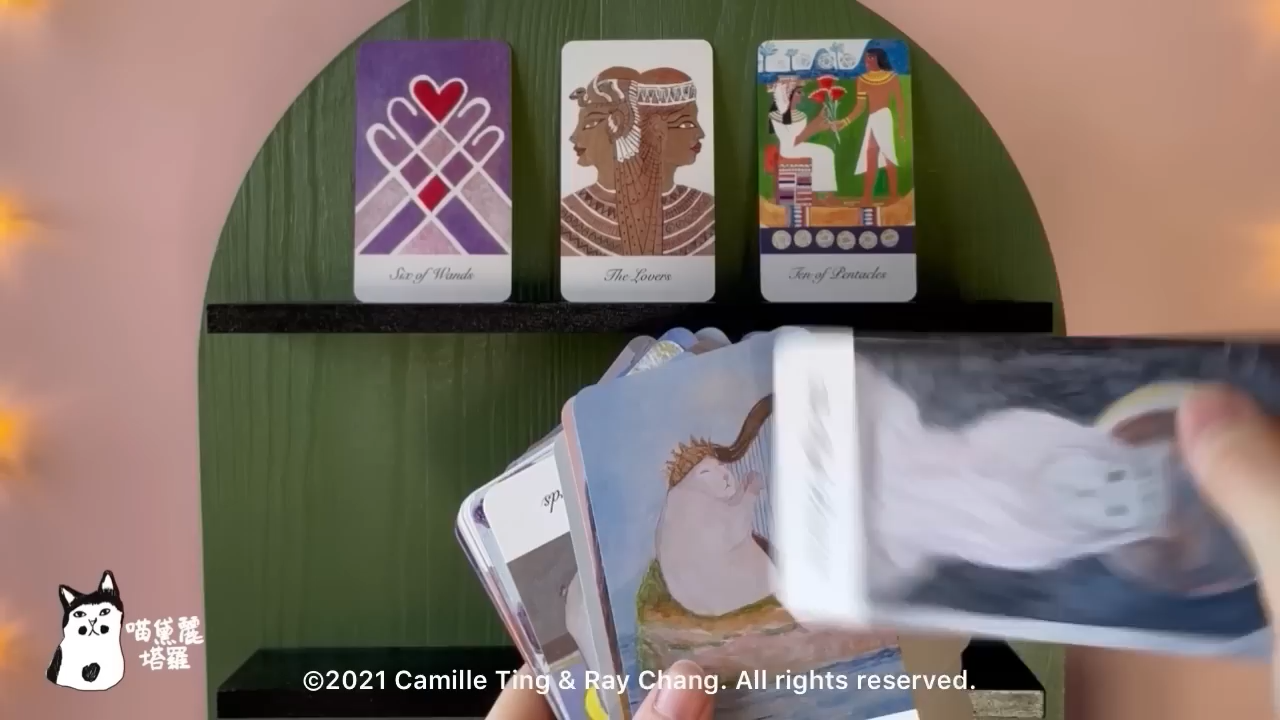 Six of Wands
The Lovers
Ten of Pentacles
sp
喵黛麗
塔羅
©2021 Camille Ting & Ray Chang. All rights reserved.